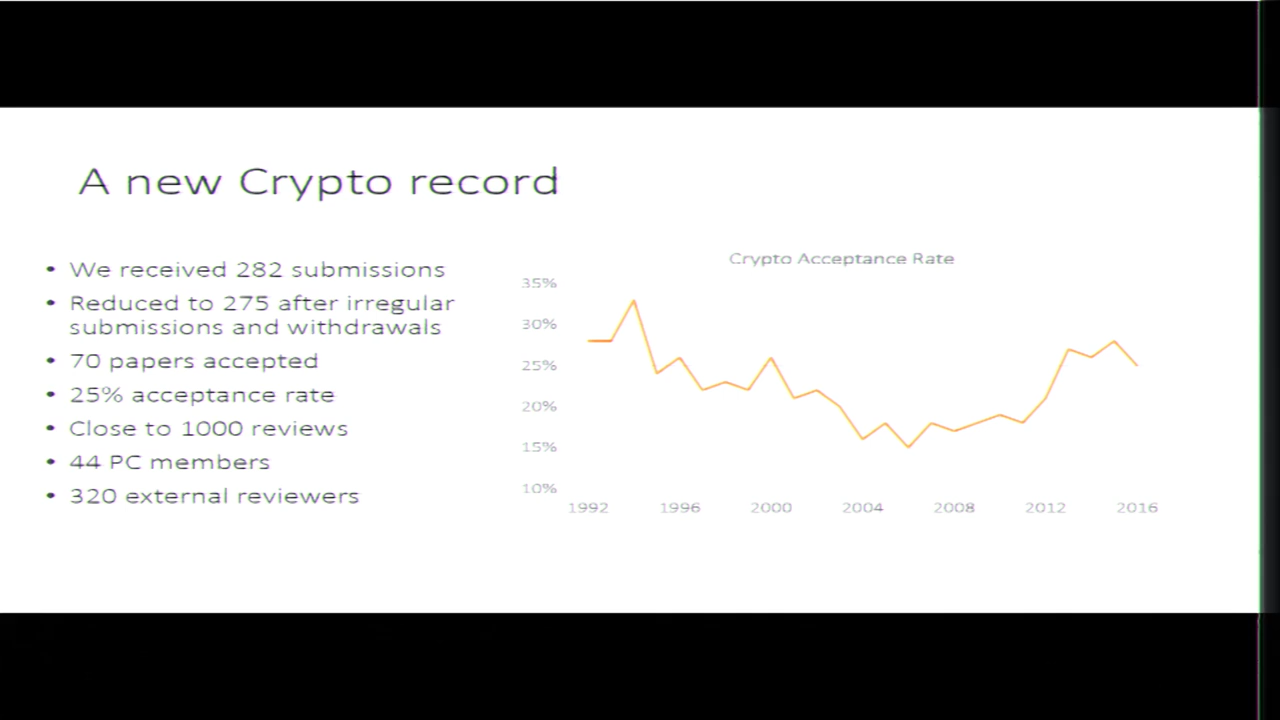 A new Crypto record
• We received 282 submissions
• Reduced to 275 after irregular
submissions and withdrawals
• 70 papers accepted
• 25% acceptance rate
• Close to 1000 reviews
• 44 PC members
• 320 external reviewers
Crypto Acceptance Rate
35%
30%
25%
20%
15%
10%
1992 1996 2000 2004 2008 2012 2016